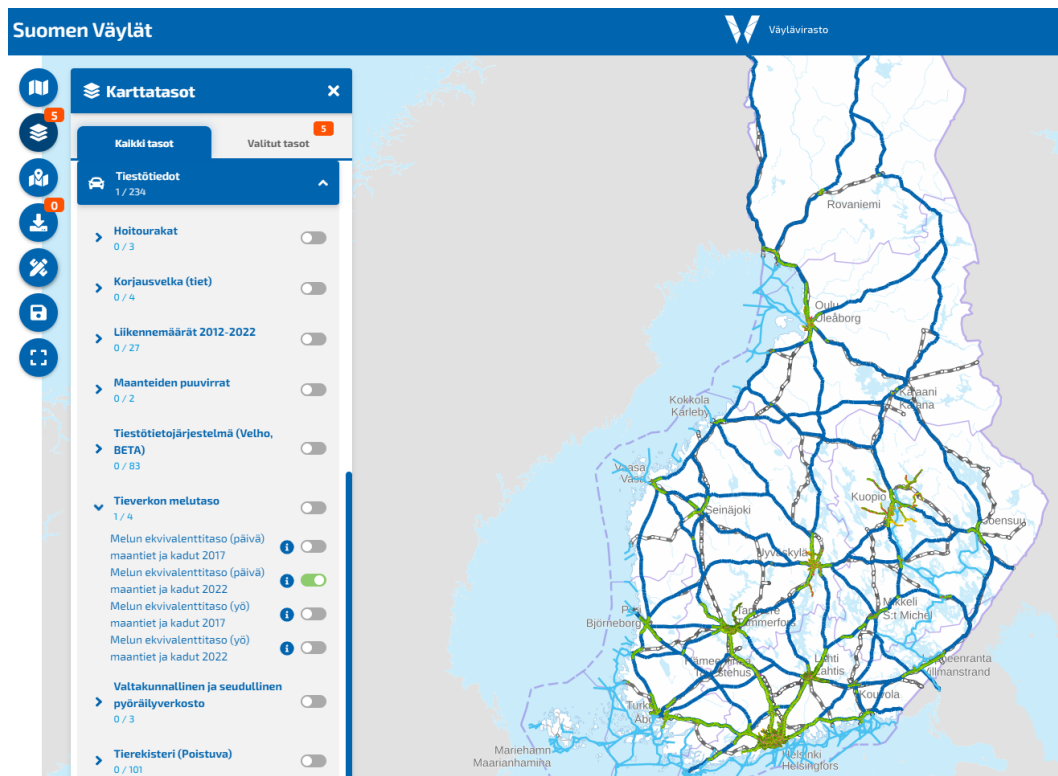 Suomen Väylät
Väylävirasto
Karttatasot
5
Kaikki tasot
Valitut tasot
5
Tiestötiedot
1 / 234
0
Hoitourakat
0 / 3
Korjausvelka (tiet)
0 / 4
Liikennemäärät 2012-2022
0 / 27
Maanteiden puuvirrat
0 / 2
Tiestötietojärjestelmä (Velho,
BETA)
0 / 83
Tieverkon melutaso
1 / 4
Melun ekvivalenttitaso (päivä)
maantiet ja kadut 2017
Melun ekvivalenttitaso (päivä)
maantiet ja kadut 2022
Melun ekvivalenttitaso (yö)
maantiet ja kadut 2017
Melun ekvivalenttitaso (yö)
maantiet ja kadut 2022
Valtakunnallinen ja seudullinen
pyöräilyverkosto
0 / 3
Tierekisteri (Poistuva)
0 / 101
Rovaniemi
Oulu
Uleåborg
Kajaani
Kajana
Kokkola
Karleby
Vaasa
Vasa
Seinäjoki
Kuopio
Joensuu
Jyväskylä
Pori
Björneborg
Tampere
Tammerfors
Mikkeli
S:t Michel
Lahti
Lahtis
Villmanstrand
Kouvola
Turku
Åbo
Mariehamn
Maarianhamina
Helsinki
Helsingfors